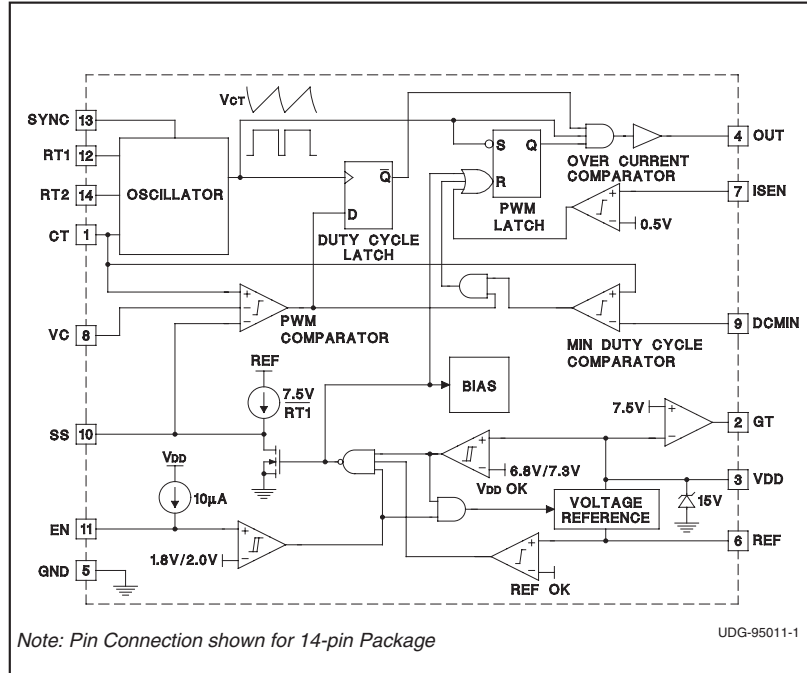 VCT
SYNC 13
RT1 12
RT2 14
CT 1
OSCILLATOR
Q
D
DUTY CYCLE
LATCH
S Q
R
PWM
LATCH
4 OUT
OVER CURRENT
COMPARATOR
7 ISEN
0.5V
VC 8
PWM
COMPARATOR
MIN DUTY CYCLE
COMPARATOR
9 DCMIN
REF
7.5V
RT1
BIAS
7.5V
2 GT
SS 10
VDD
10µA
6.8V/7.3V
VDD OK
3 VDD
15V
VOLTAGE
REFERENCE
EN 11
1.8V/2.0V
6 REF
REF OK
GND 5
Note: Pin Connection shown for 14-pin Package
UDG-95011-1